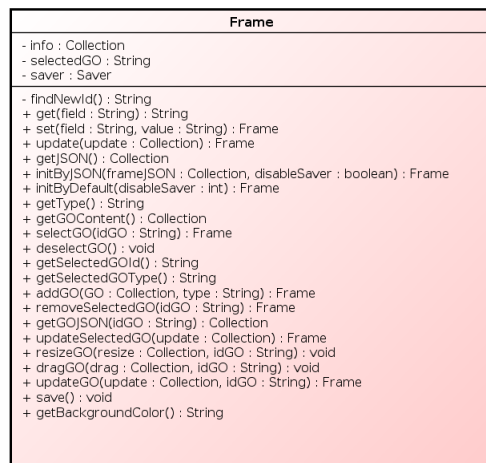 Frame
- info : Collection
- selectedGO : String
- saver : Saver
- findNewId() : String
+ get(field : String) : String
+ set(field : String, value : String) : Frame
+ update(update : Collection) : Frame
+ getJSON() : Collection
+ initByJSON(frameJSON : Collection, disableSaver : boolean) : Frame
+ initByDefault(disableSaver : int) : Frame
+ getType() : String
+ getGOContent() : Collection
+ selectGO(idGO : String) : Frame
+ deselectGO() : void
+ getSelectedGOId() : String
+ getSelectedGOType() : String
+ addGO(GO : Collection, type : String) : Frame
+ removeSelectedGO(idGO : String) : Frame
+ getGOJSON(idGO : String) : Collection
+ updateSelectedGO(update : Collection) : Frame
+ resizeGO(resize : Collection, idGO : String) : void
+ dragGO(drag : Collection, idGO : String) : void
+ updateGO(update : Collection, idGO : String) : Frame
+ save() : void
+ getBackgroundColor() : String